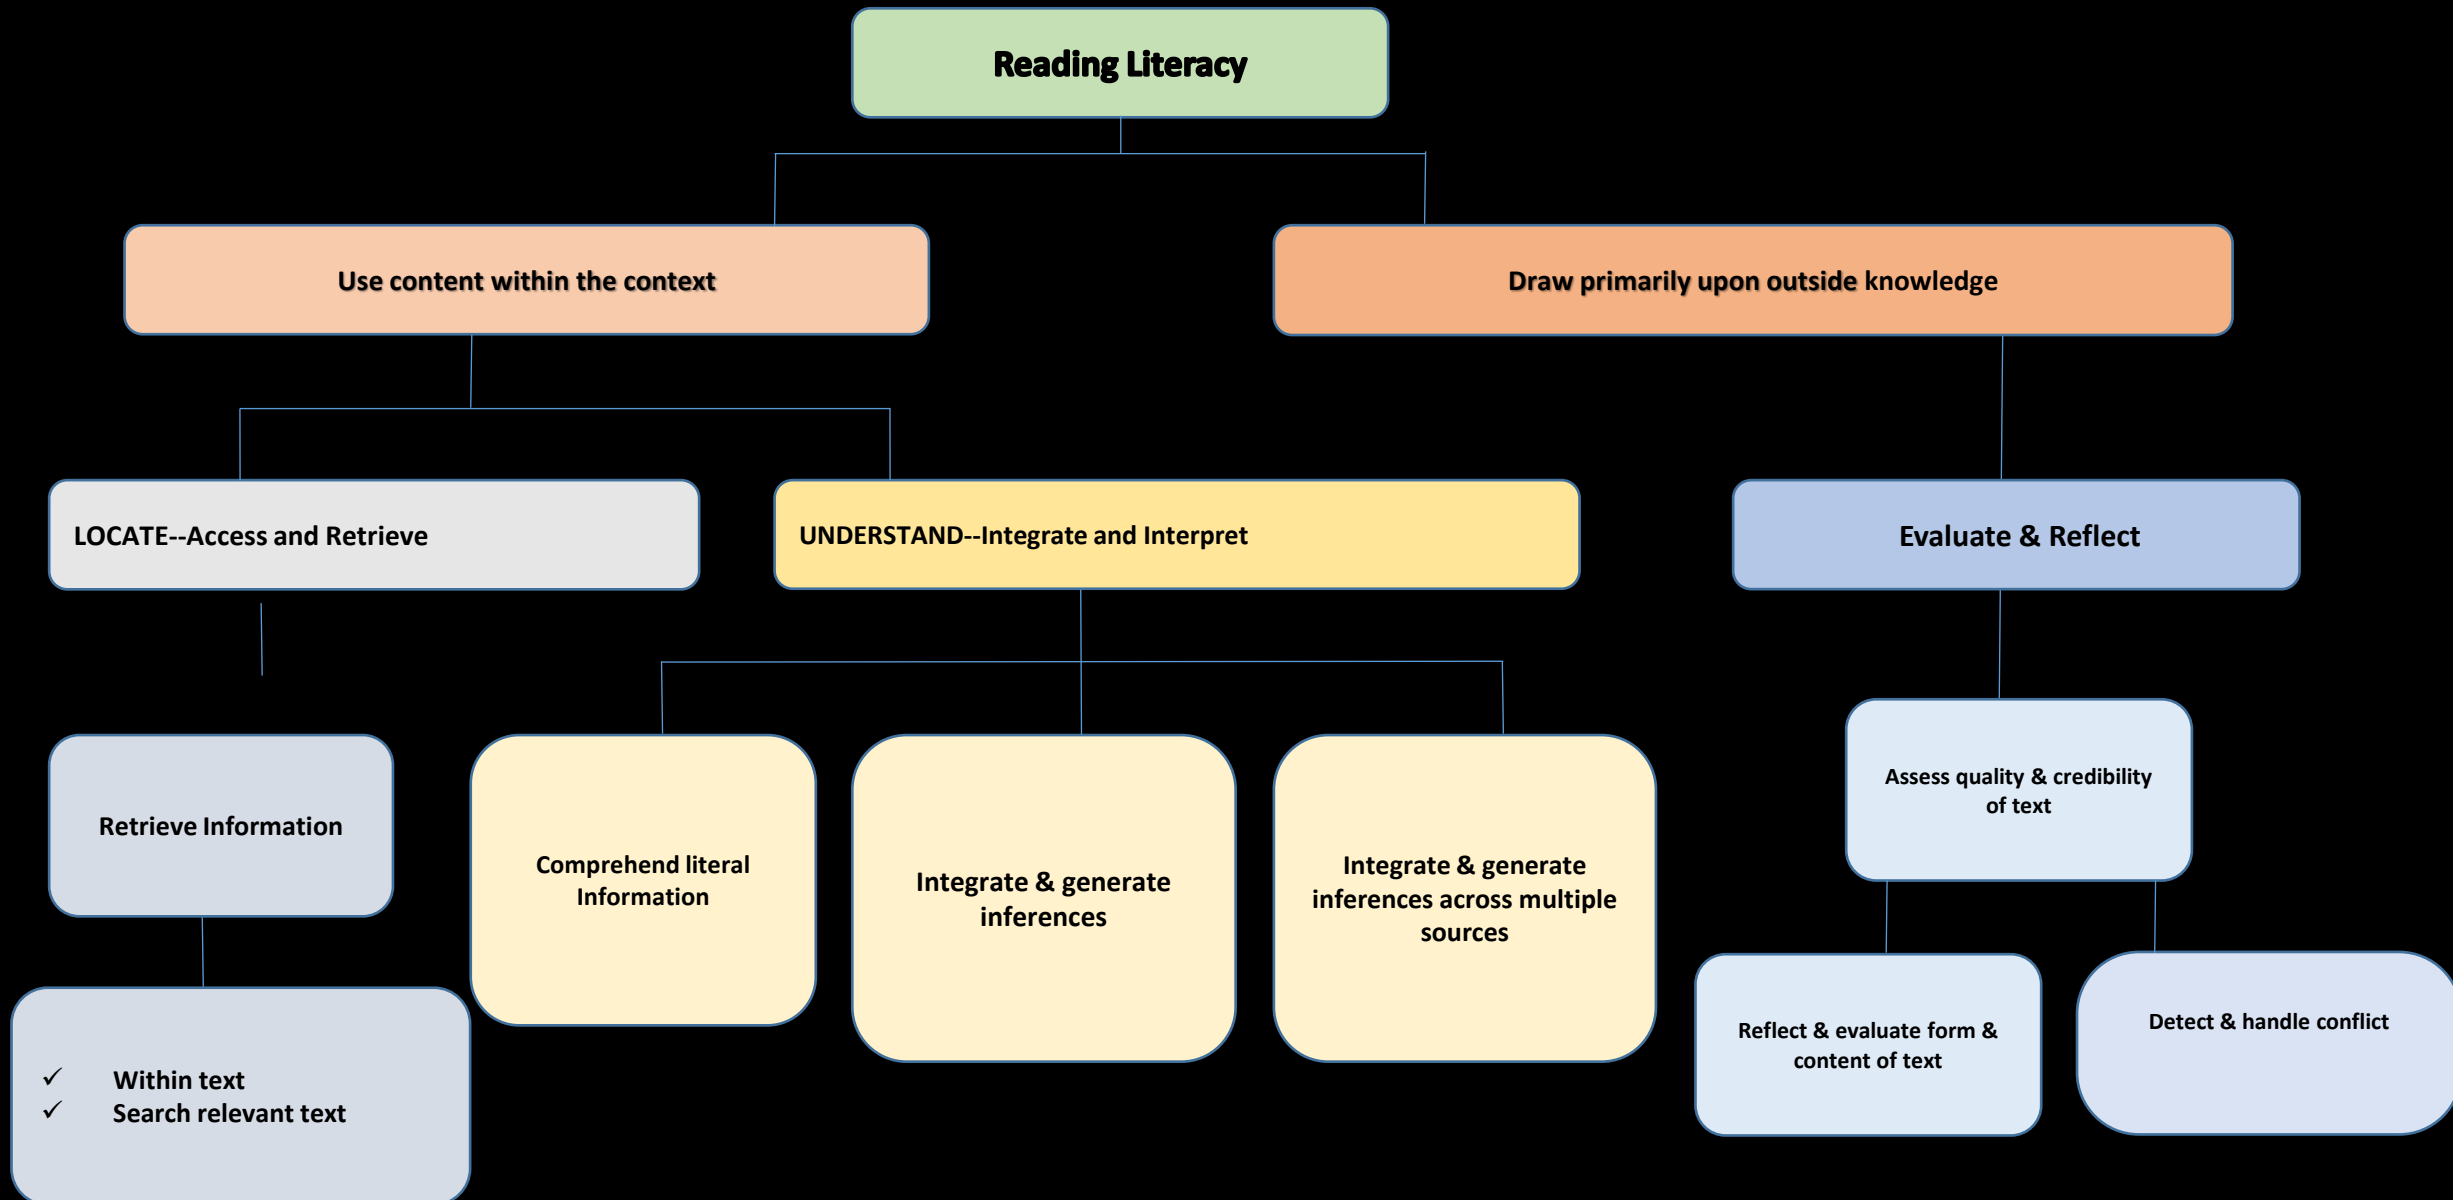 Reading Literacy
Use content within the context
Draw primarily upon outside knowledge
LOCATE--Access and Retrieve
UNDERSTAND--Integrate and Interpret
Evaluate & Reflect
Retrieve Information
Comprehend literal
Information
Integrate & generate
inferences
Integrate & generate
inferences across multiple
sources
Assess quality & credibility
of text
✓ Within text
✓ Search relevant text
Reflect & evaluate form &
content of text
Detect & handle conflict